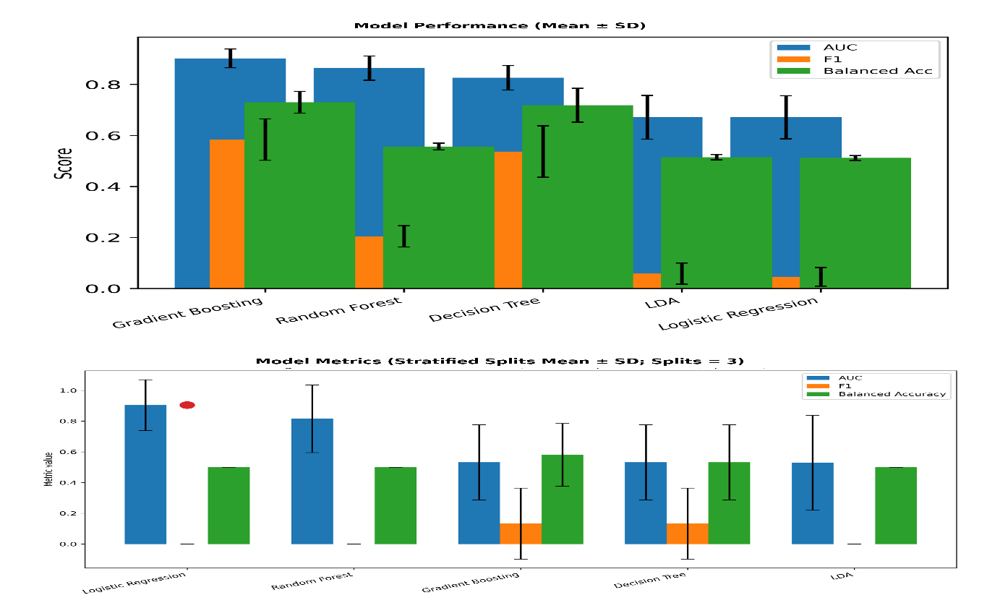 Model Performance (Mean ± SD)
AUC
F1
Balanced Acc
Score
0.8
0.6
0.4
0.2
0.0
Gradient Boosting
Random Forest
Decision Tree
LDA
Logistic Regression
Model Metrics (Stratified Splits Mean ± SD; Splits = 3)
AUC
F1
Balanced Accuracy
Metric value
1.0
0.8
0.6
0.4
0.2
0.0
Logistic Regression
Random Forest
Gradient Boosting
Decision Tree
LDA